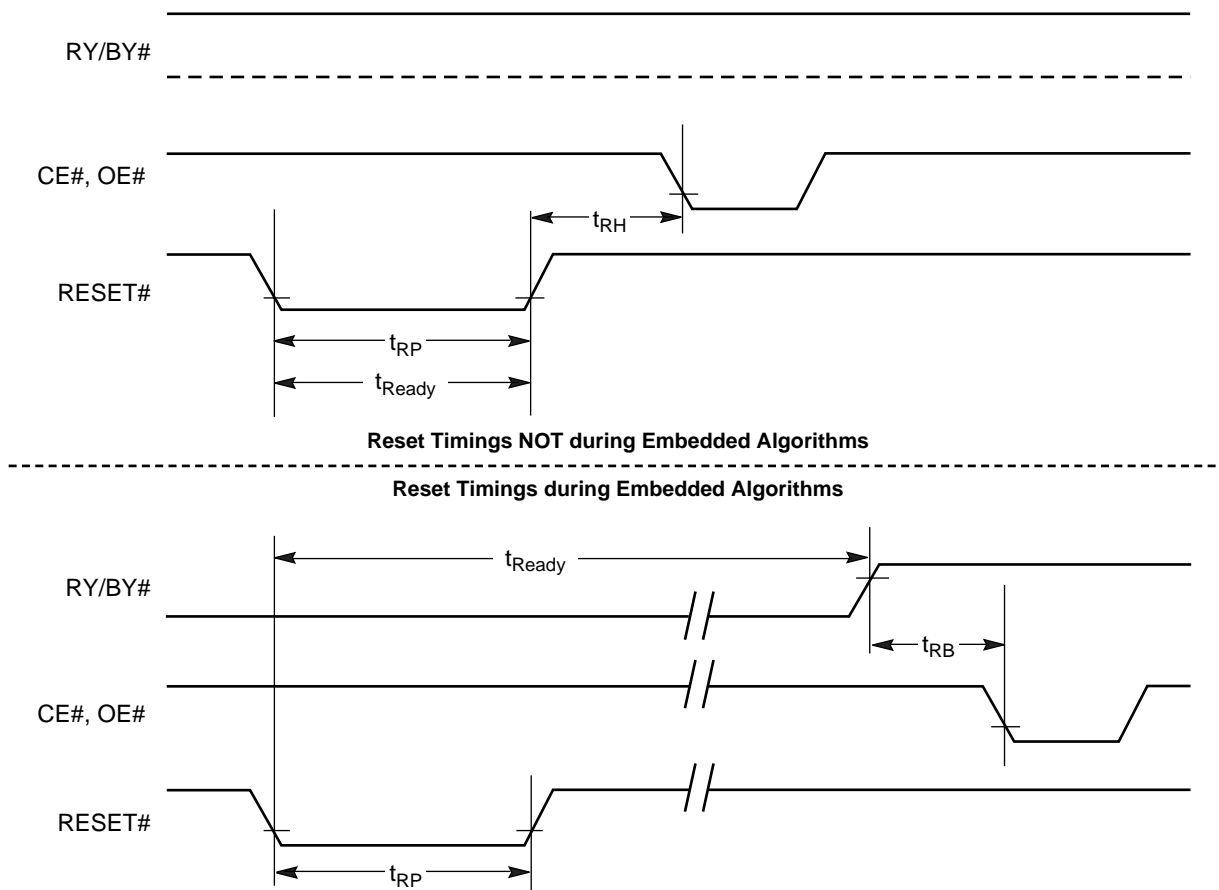 RY/BY#
CE#, OE#
tRH
RESET#
tRP
tReady
Reset Timings NOT during Embedded Algorithms
Reset Timings during Embedded Algorithms
tReady
RY/BY#
tRB
CE#, OE#
RESET#
tRP